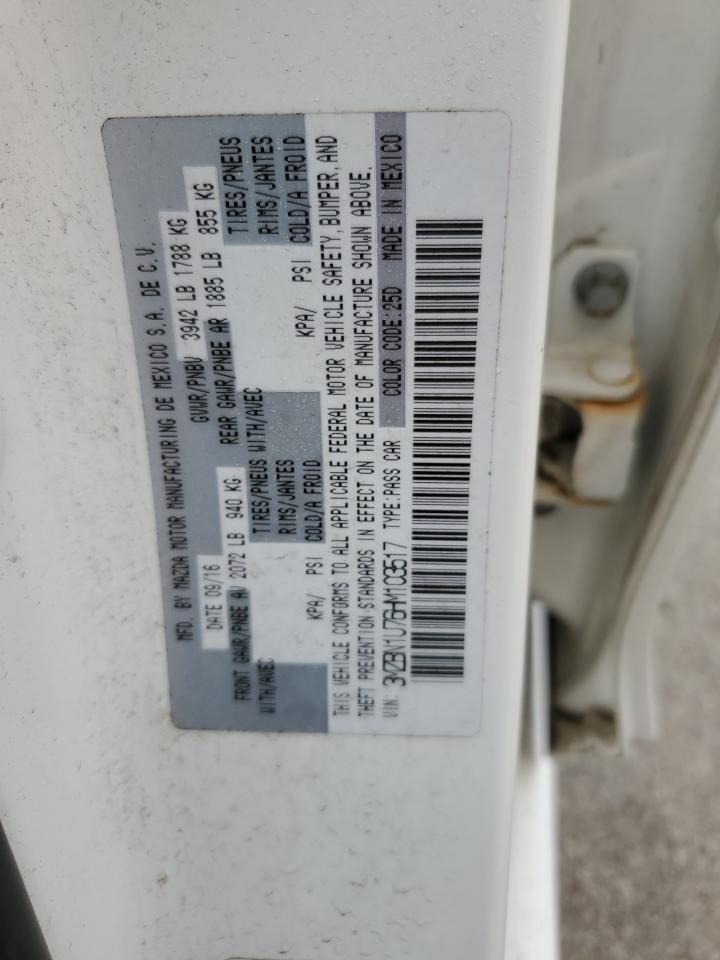 MFD. BY MAZDA MOTOR MANUFACTURING DE MEXICO S.A. DE C.V.
DATE 09/16 GVWR/PNBV 3942 LB 1788 KG
FRONT GAWR/PNBE AV 2072 LB 940 KG REAR GAWR/PNBE AR 1885 LB 855 KG
WITH/AVEC TIRES/PNEUS WITH/AVEC TIRES/PNEUS
RIMS/JANTES RIMS/JANTES
KPA/ PSI COLD/A FROID KPA/ PSI COLD/A FROID
THIS VEHICLE CONFORMS TO ALL APPLICABLE FEDERAL MOTOR VEHICLE SAFETY, BUMPER, AND
THEFT PREVENTION STANDARDS IN EFFECT ON THE DATE OF MANUFACTURE SHOWN ABOVE.
VIN: 3MZBN1U76HM103517 TYPE:PASS CAR COLOR CODE:25D MADE IN MEXICO